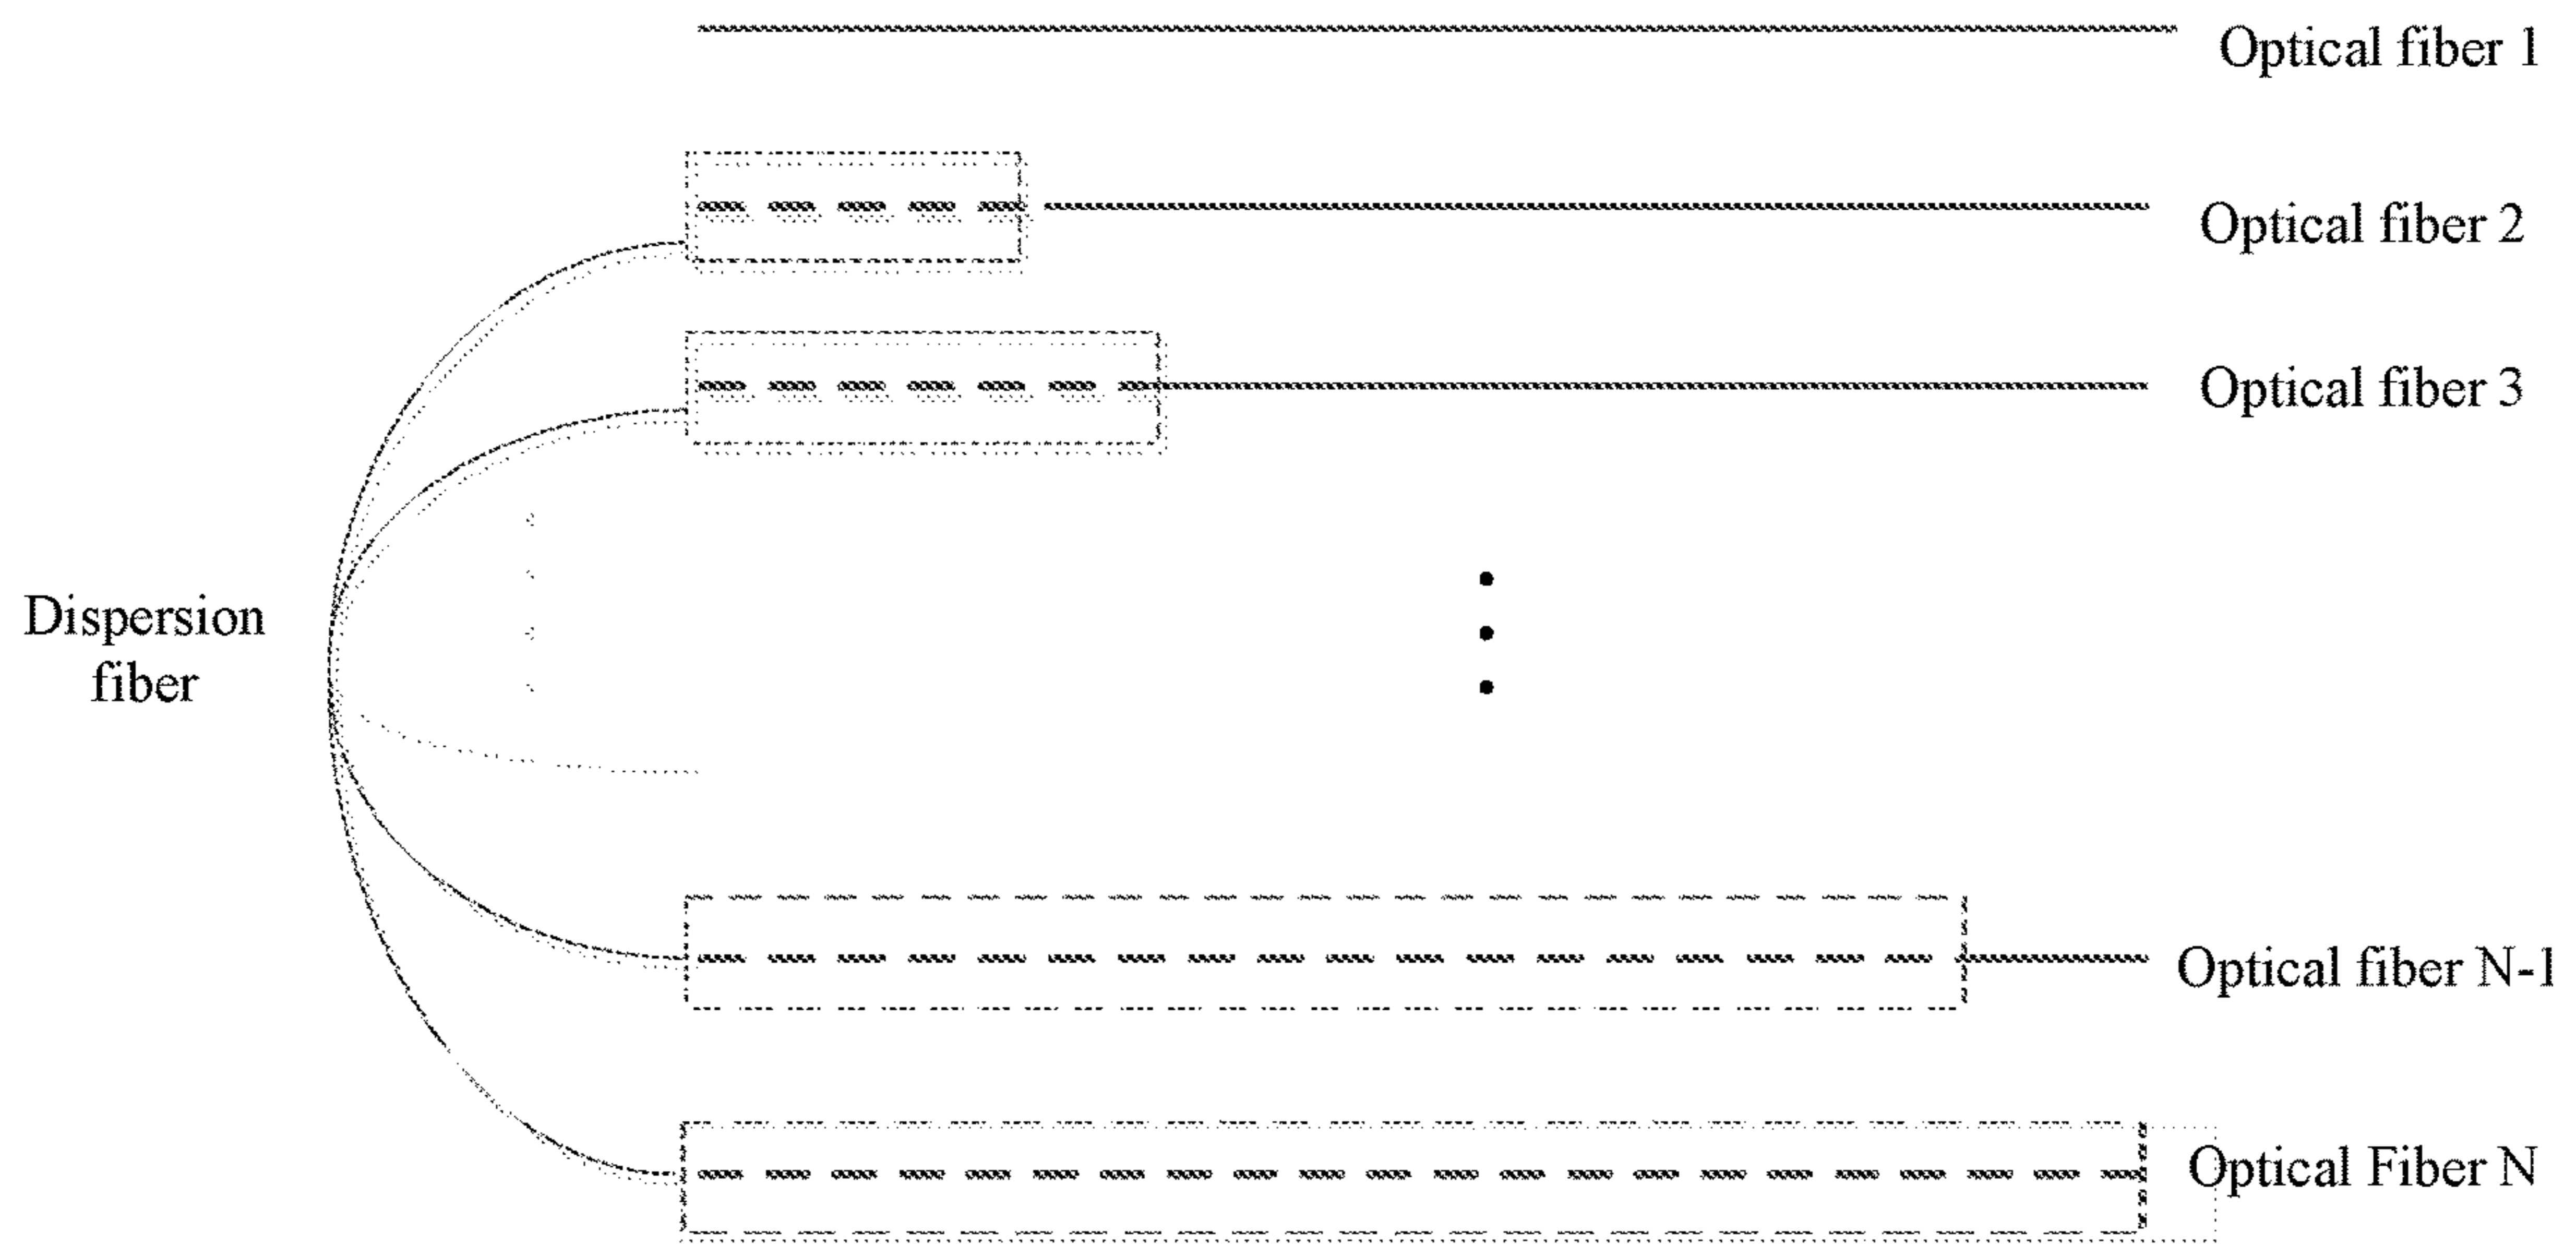 Optical fiber 1
Optical fiber 2
Optical fiber 3
Dispersion
fiber
Optical fiber N-1
Optical Fiber N